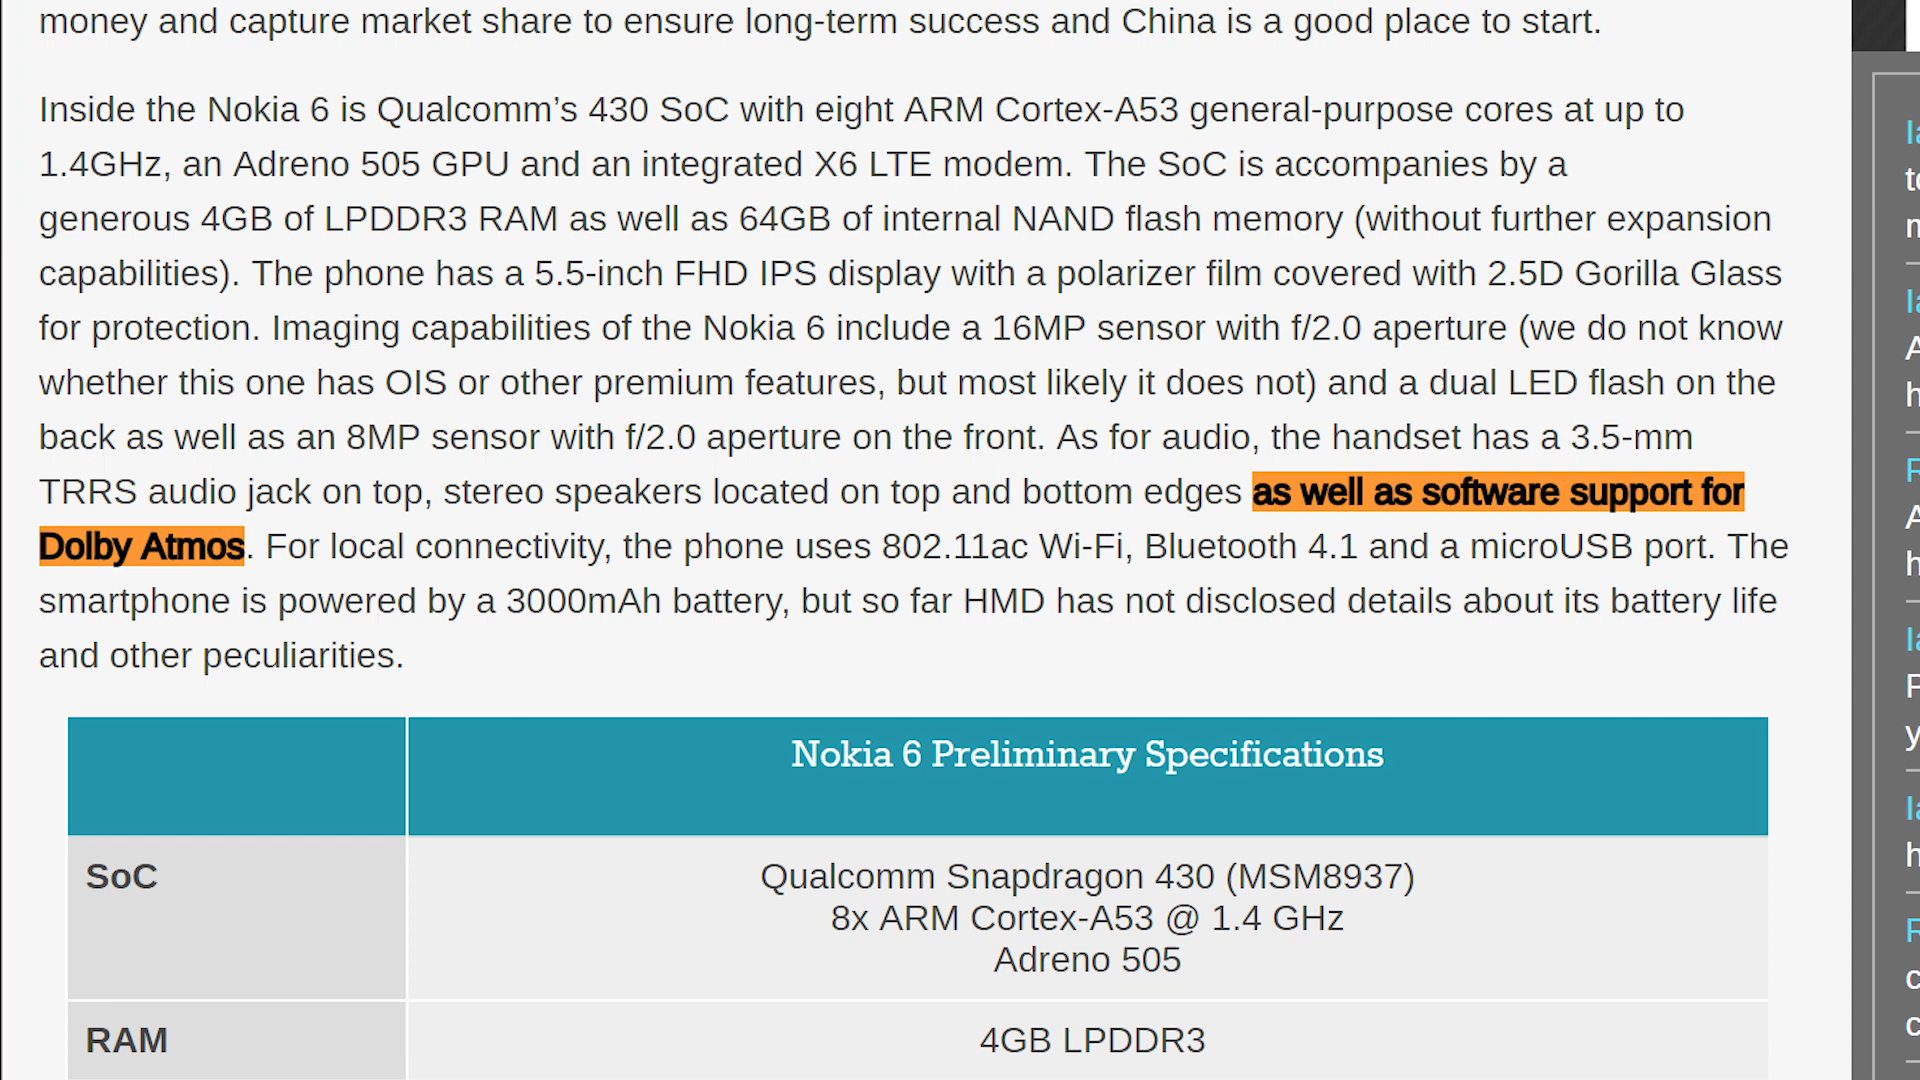 money and capture market share to ensure long-term success and China is a good place to start.
Inside the Nokia 6 is Qualcomm’s 430 SoC with eight ARM Cortex-A53 general-purpose cores at up to
1.4GHz, an Adreno 505 GPU and an integrated X6 LTE modem. The SoC is accompanies by a
generous 4GB of LPDDR3 RAM as well as 64GB of internal NAND flash memory (without further expansion
capabilities). The phone has a 5.5-inch FHD IPS display with a polarizer film covered with 2.5D Gorilla Glass
for protection. Imaging capabilities of the Nokia 6 include a 16MP sensor with f/2.0 aperture (we do not know
whether this one has OIS or other premium features, but most likely it does not) and a dual LED flash on the
back as well as an 8MP sensor with f/2.0 aperture on the front. As for audio, the handset has a 3.5-mm
TRRS audio jack on top, stereo speakers located on top and bottom edges as well as software support for
Dolby Atmos. For local connectivity, the phone uses 802.11ac Wi-Fi, Bluetooth 4.1 and a microUSB port. The
smartphone is powered by a 3000mAh battery, but so far HMD has not disclosed details about its battery life
and other peculiarities.
Nokia 6 Preliminary Specifications
SoC
Qualcomm Snapdragon 430 (MSM8937)
8x ARM Cortex-A53 @ 1.4 GHz
Adreno 505
RAM
4GB LPDDR3